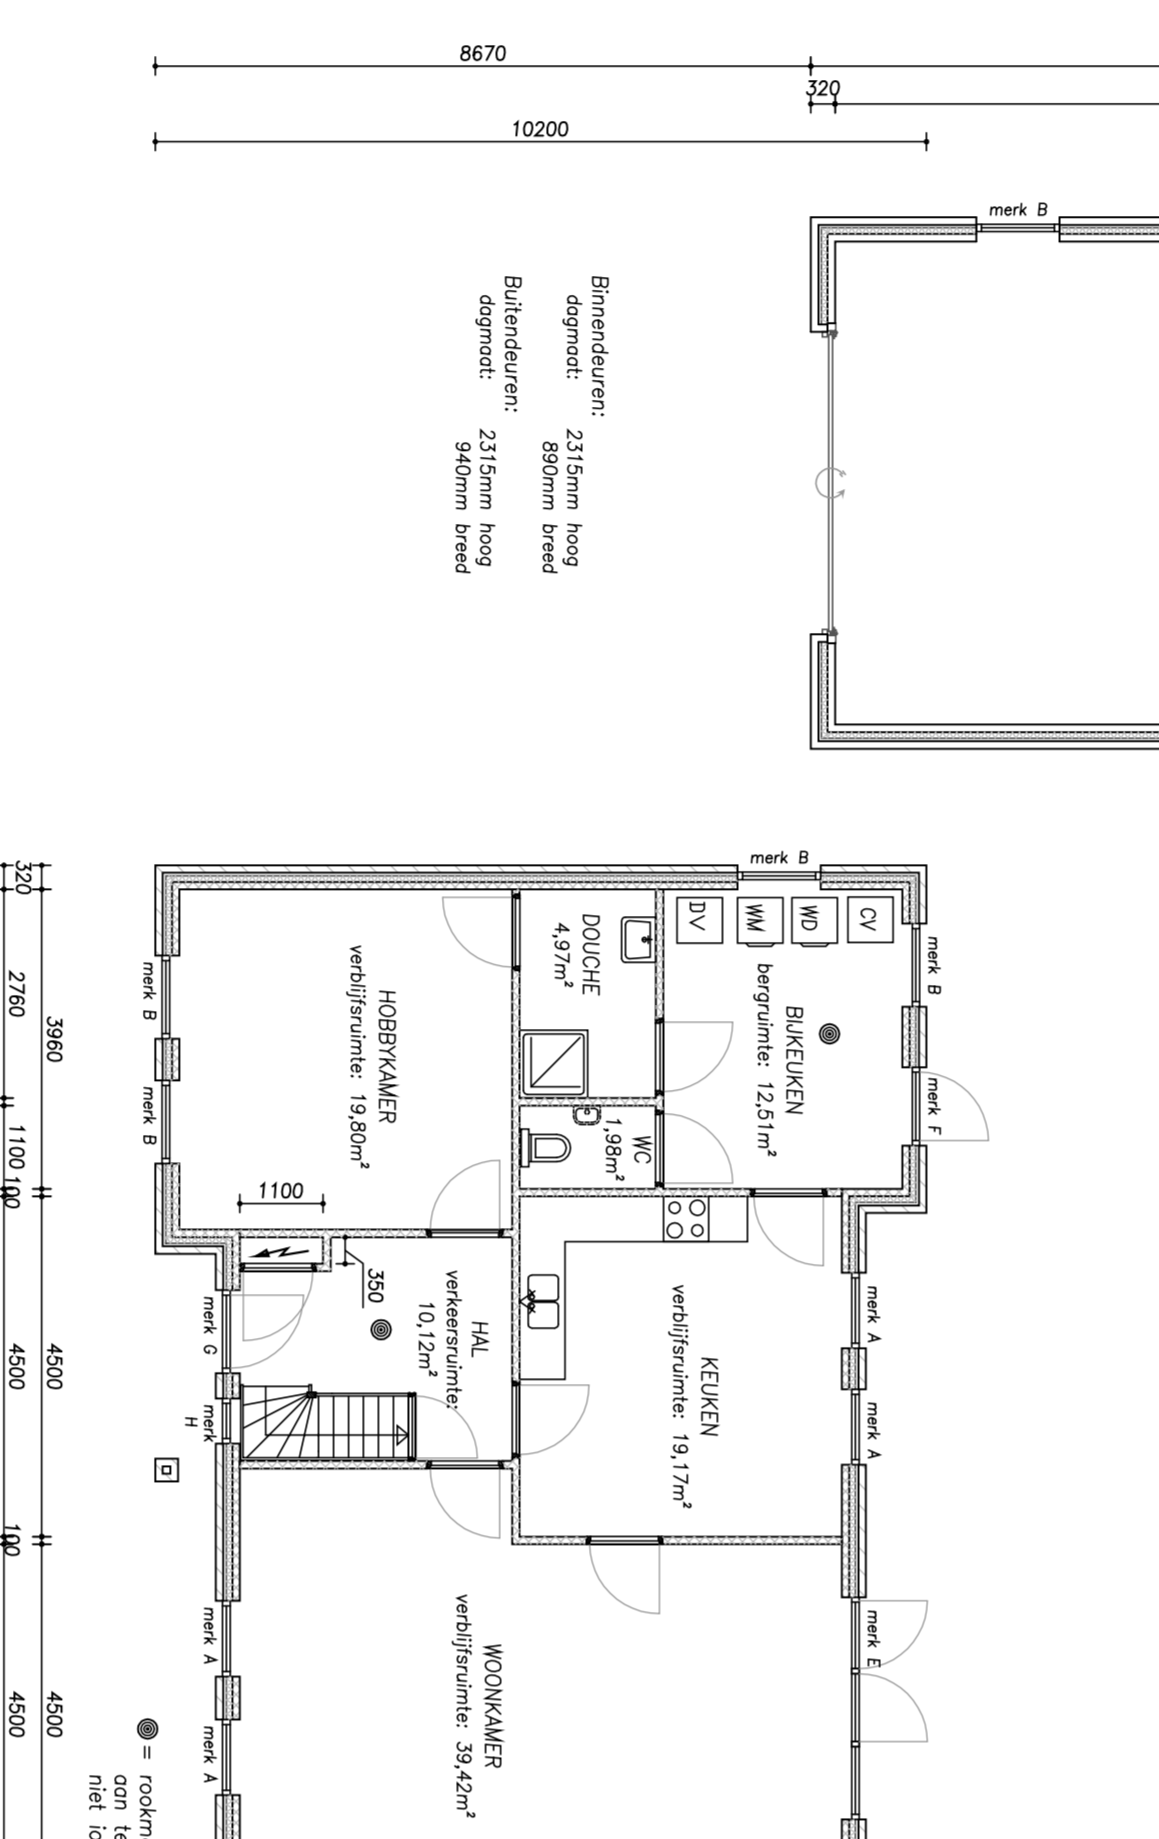 8670
320
10200
merk B
Binnendeuren:
dagmaat: 2315mm hoog
890mm breed
Buitendeuren:
dagmaat: 2315mm hoog
940mm breed
merk B
DV
WM
WD
CV
merk B
merk F
BIJKEUKEN
bergruimte: 12,51m²
DOUCHE
4,97m²
WC
1,98m²
HOBBYKAMER
verblijfsruimte: 19,80m²
merk B
merk B
1100
350
HAL
verkeersruimte:
10,12m²
KEUKEN
verblijfsruimte: 19,17m²
merk A
merk A
merk G
merk
H
WOONKAMER
verblijfsruimte: 39,42m²
merk E
merk A
merk A
3960
4500
4500
320
2760
1100
100
4500
100
4500
=
aan
niet